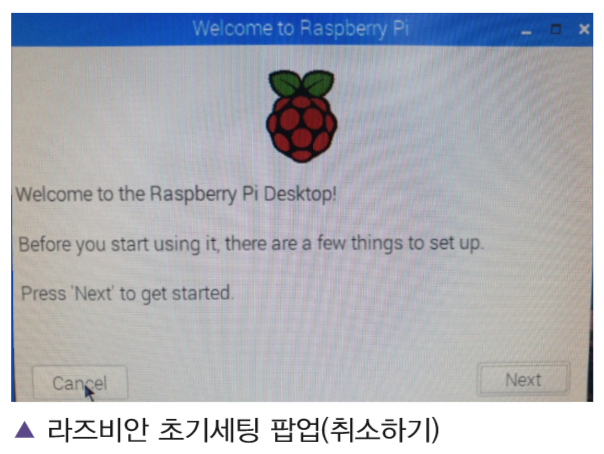 Welcome to Raspberry Pi
Welcome to the Raspberry Pi Desktop!
Before you start using it, there are a few things to set up.
Press 'Next' to get started.
Cancel
Next
▲ 라즈비안 초기세팅 팝업(취소하기)